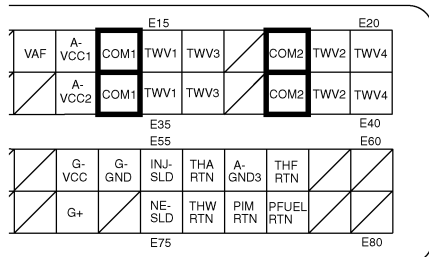 E15 E20
VAF A-VCC1 COM1 TWV1 TWV3 COM2 TWV2 TWV4
A-VCC2 COM1 TWV1 TWV3 COM2 TWV2 TWV4
E35 E40
E55 E60
G-VCC G-GND INJ-SLD THA RTN A-GND3 THF RTN
G+ NE-SLD THW RTN PIM RTN PFUEL RTN
E75 E80